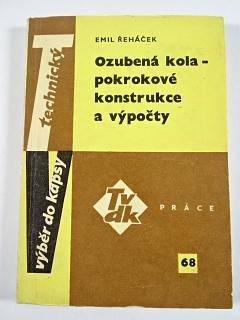 EMIL ŘEHÁČEK
Ozubená kola -
pokrokové
konstrukce
a výpočty
Technický
výběr do kapsy
TVdk
PRÁCE
68